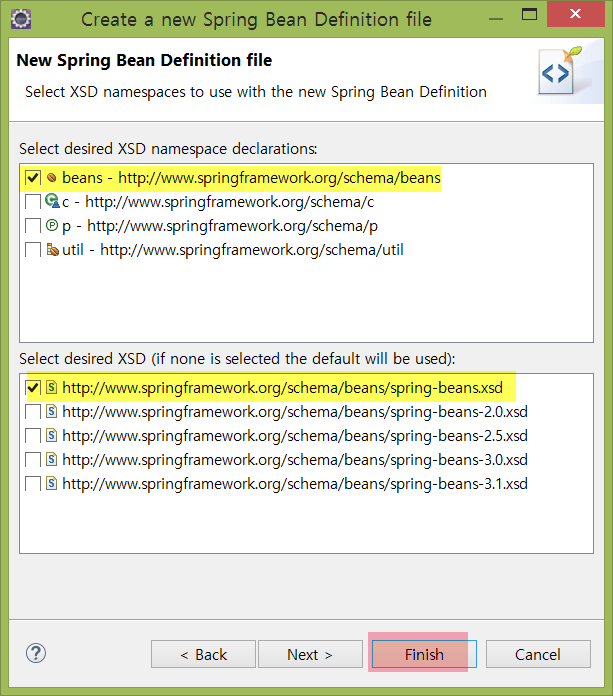 Create a new Spring Bean Definition file
New Spring Bean Definition file
Select XSD namespaces to use with the new Spring Bean Definition
Select desired XSD namespace declarations:
beans - http://www.springframework.org/schema/beans
c - http://www.springframework.org/schema/c
p - http://www.springframework.org/schema/p
util - http://www.springframework.org/schema/util
Select desired XSD (if none is selected the default will be used):
http://www.springframework.org/schema/beans/spring-beans.xsd
http://www.springframework.org/schema/beans/spring-beans-2.0.xsd
http://www.springframework.org/schema/beans/spring-beans-2.5.xsd
http://www.springframework.org/schema/beans/spring-beans-3.0.xsd
http://www.springframework.org/schema/beans/spring-beans-3.1.xsd
? < Back Next > Finish Cancel